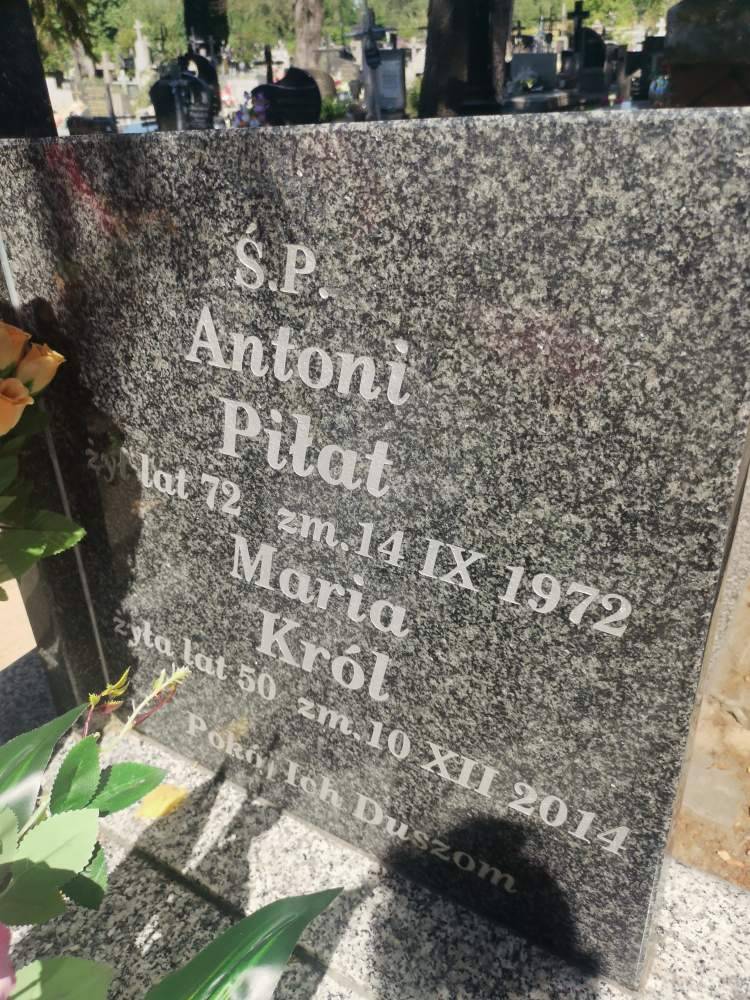 Ś.P.
Antoni
Piłat
żył lat 72 zm. 14 IX 1972
Maria
Król
żyła lat 50 zm. 10 XII 2014
Pokój Ich Duszom